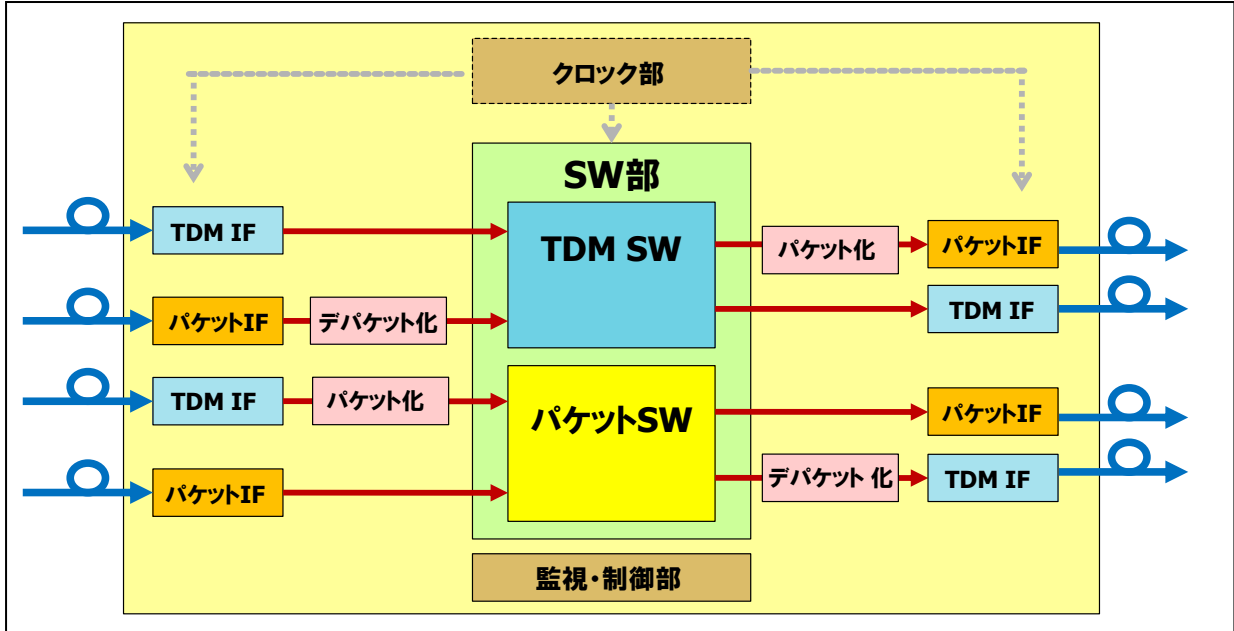 クロック部
SW部
TDM IF
TDM SW
パケット化
パケットIF
パケットIF
デパケット化
TDM IF
TDM IF
パケット化
パケットSW
パケットIF
パケットIF
デパケット 化
TDM IF
監視・制御部